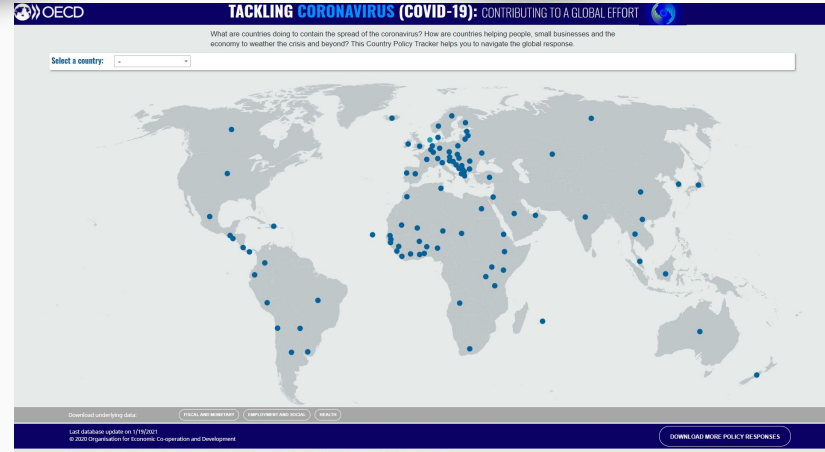 OECD
TACKLING CORONAVIRUS (COVID-19): CONTRIBUTING TO A GLOBAL EFFORT
What are countries doing to contain the spread of the coronavirus? How are countries helping people, small businesses and the
economy to weather the crisis and beyond? This Country Policy Tracker helps you to navigate the global response.
Select a country: -
Download underlying data: FISCAL AND MONETARY EMPLOYMENT AND SOCIAL HEALTH
Last database update on 1/19/2021
© 2020 Organisation for Economic Co-operation and Development
DOWNLOAD MORE POLICY RESPONSES